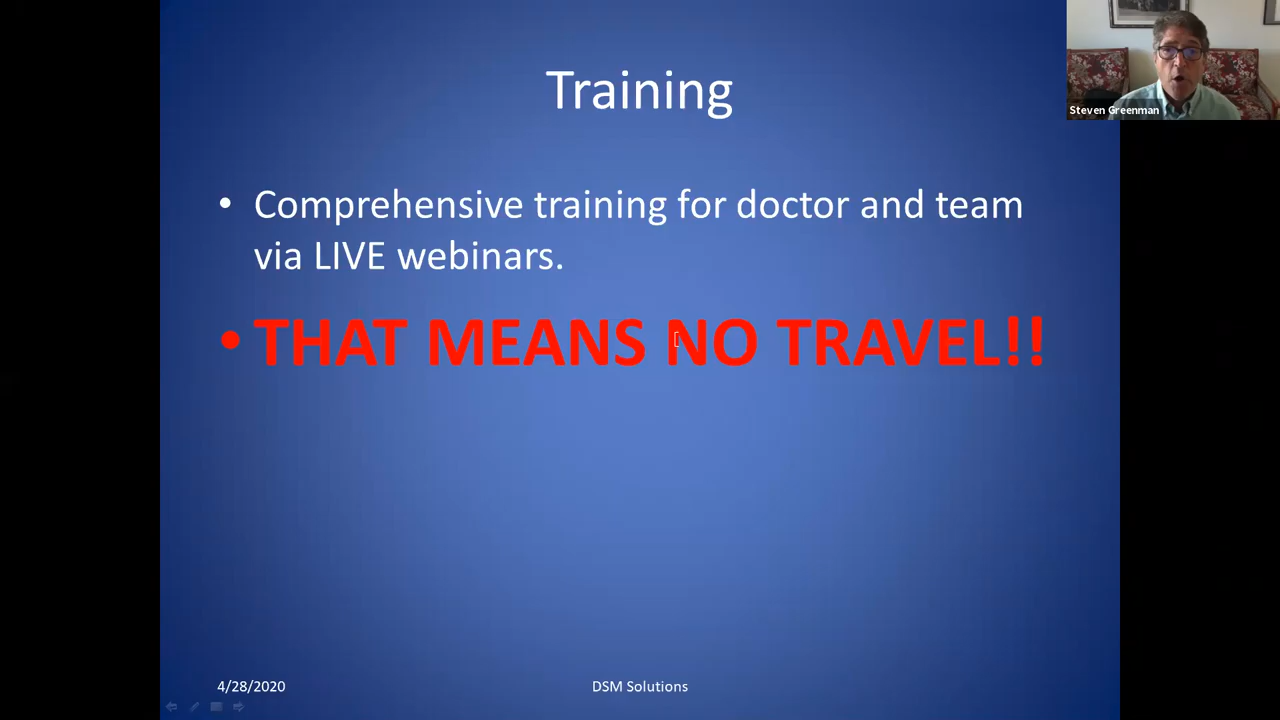 Training
Steven Greenman
• Comprehensive training for doctor and team
via LIVE webinars.
• THAT MEANS NO TRAVEL!!
4/28/2020
DSM Solutions